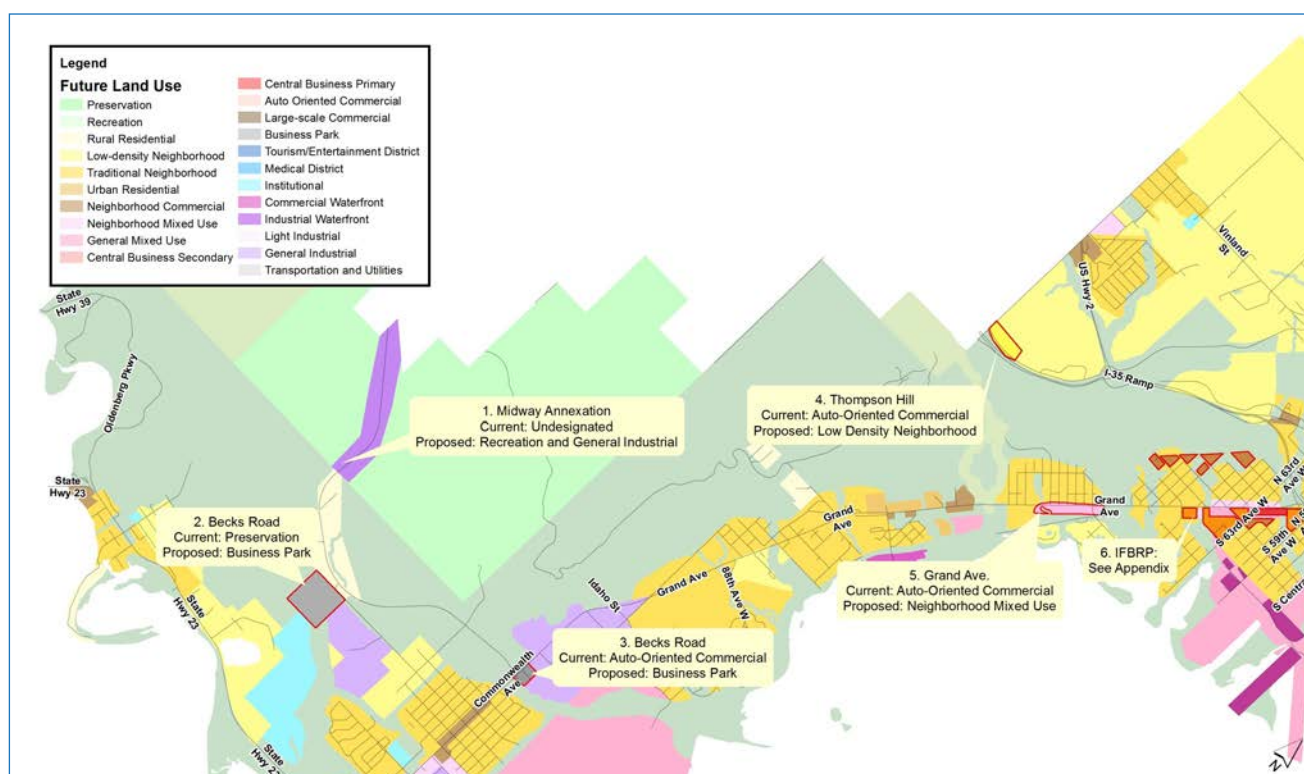 Legend
Future Land Use
Preservation
Recreation
Rural Residential
Low-density Neighborhood
Traditional Neighborhood
Urban Residential
Neighborhood Commercial
Neighborhood Mixed Use
General Mixed Use
Central Business Secondary
Central Business Primary
Auto Oriented Commercial
Large-scale Commercial
Business Park
Tourism/Entertainment District
Medical District
Institutional
Commercial Waterfront
Industrial Waterfront
Light Industrial
General Industrial
Transportation and Utilities
State
Hwy 39
Oldenberg Pkwy
State
Hwy 23
State
Hwy 23
State
1. Midway Annexation
Current: Undesignated
Proposed: Recreation and General Industrial
2. Becks Road
Current: Preservation
Proposed: Business Park
3. Becks Road
Current: Auto-Oriented Commercial
Proposed: Business Park
4. Thompson Hill
Current: Auto-Oriented Commercial
Proposed: Low Density Neighborhood
5. Grand Ave.
Current: Auto-Oriented Commercial
Proposed: Neighborhood Mixed Use
6. IFBRP:
See Appendix
Vinland
St
US Hwy 2
I-35 Ramp
Grand
Ave
Grand
Ave
Grand Ave
88th Ave W
Idaho St
Commonwealth
Ave
N 63rd
Ave W
S 63rd Ave W
S 59th
Ave W
S Centr
N